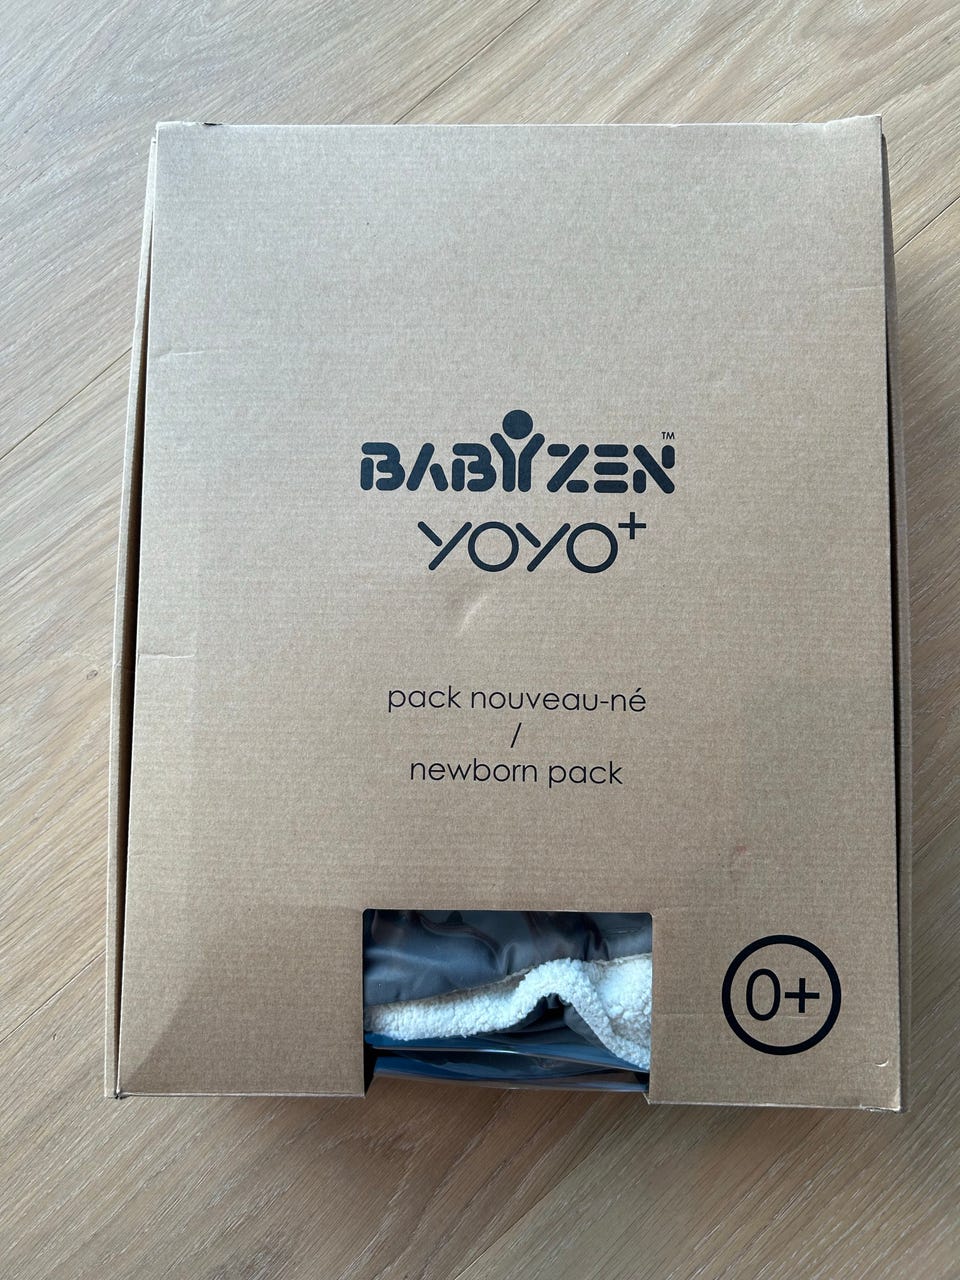 BABYZEN™
YOYO+
pack nouveau-né
/
newborn pack
0+